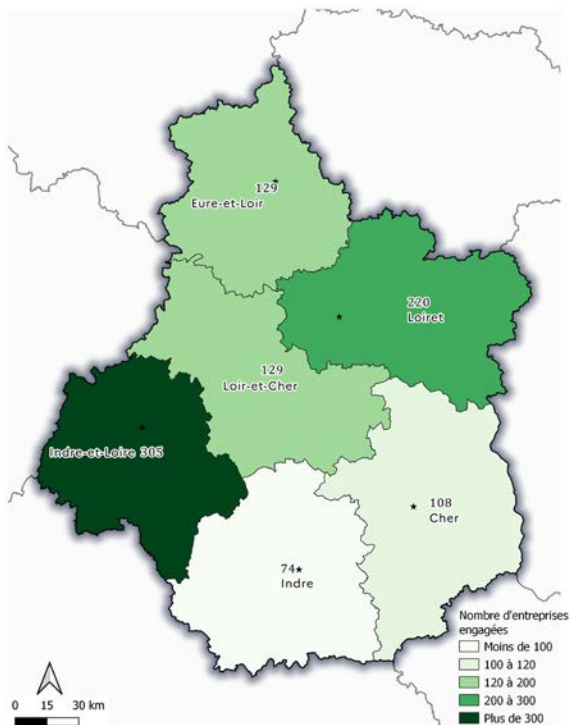 129
Eure-et-Loir
220
Loiret
129
Loir-et-Cher
Indre-et-Loire 305
108
Cher
74
Indre
Nombre d'entreprises
engagées
Moins de 100
100 à 120
120 à 200
200 à 300
Plus de 300
0 15 30 km